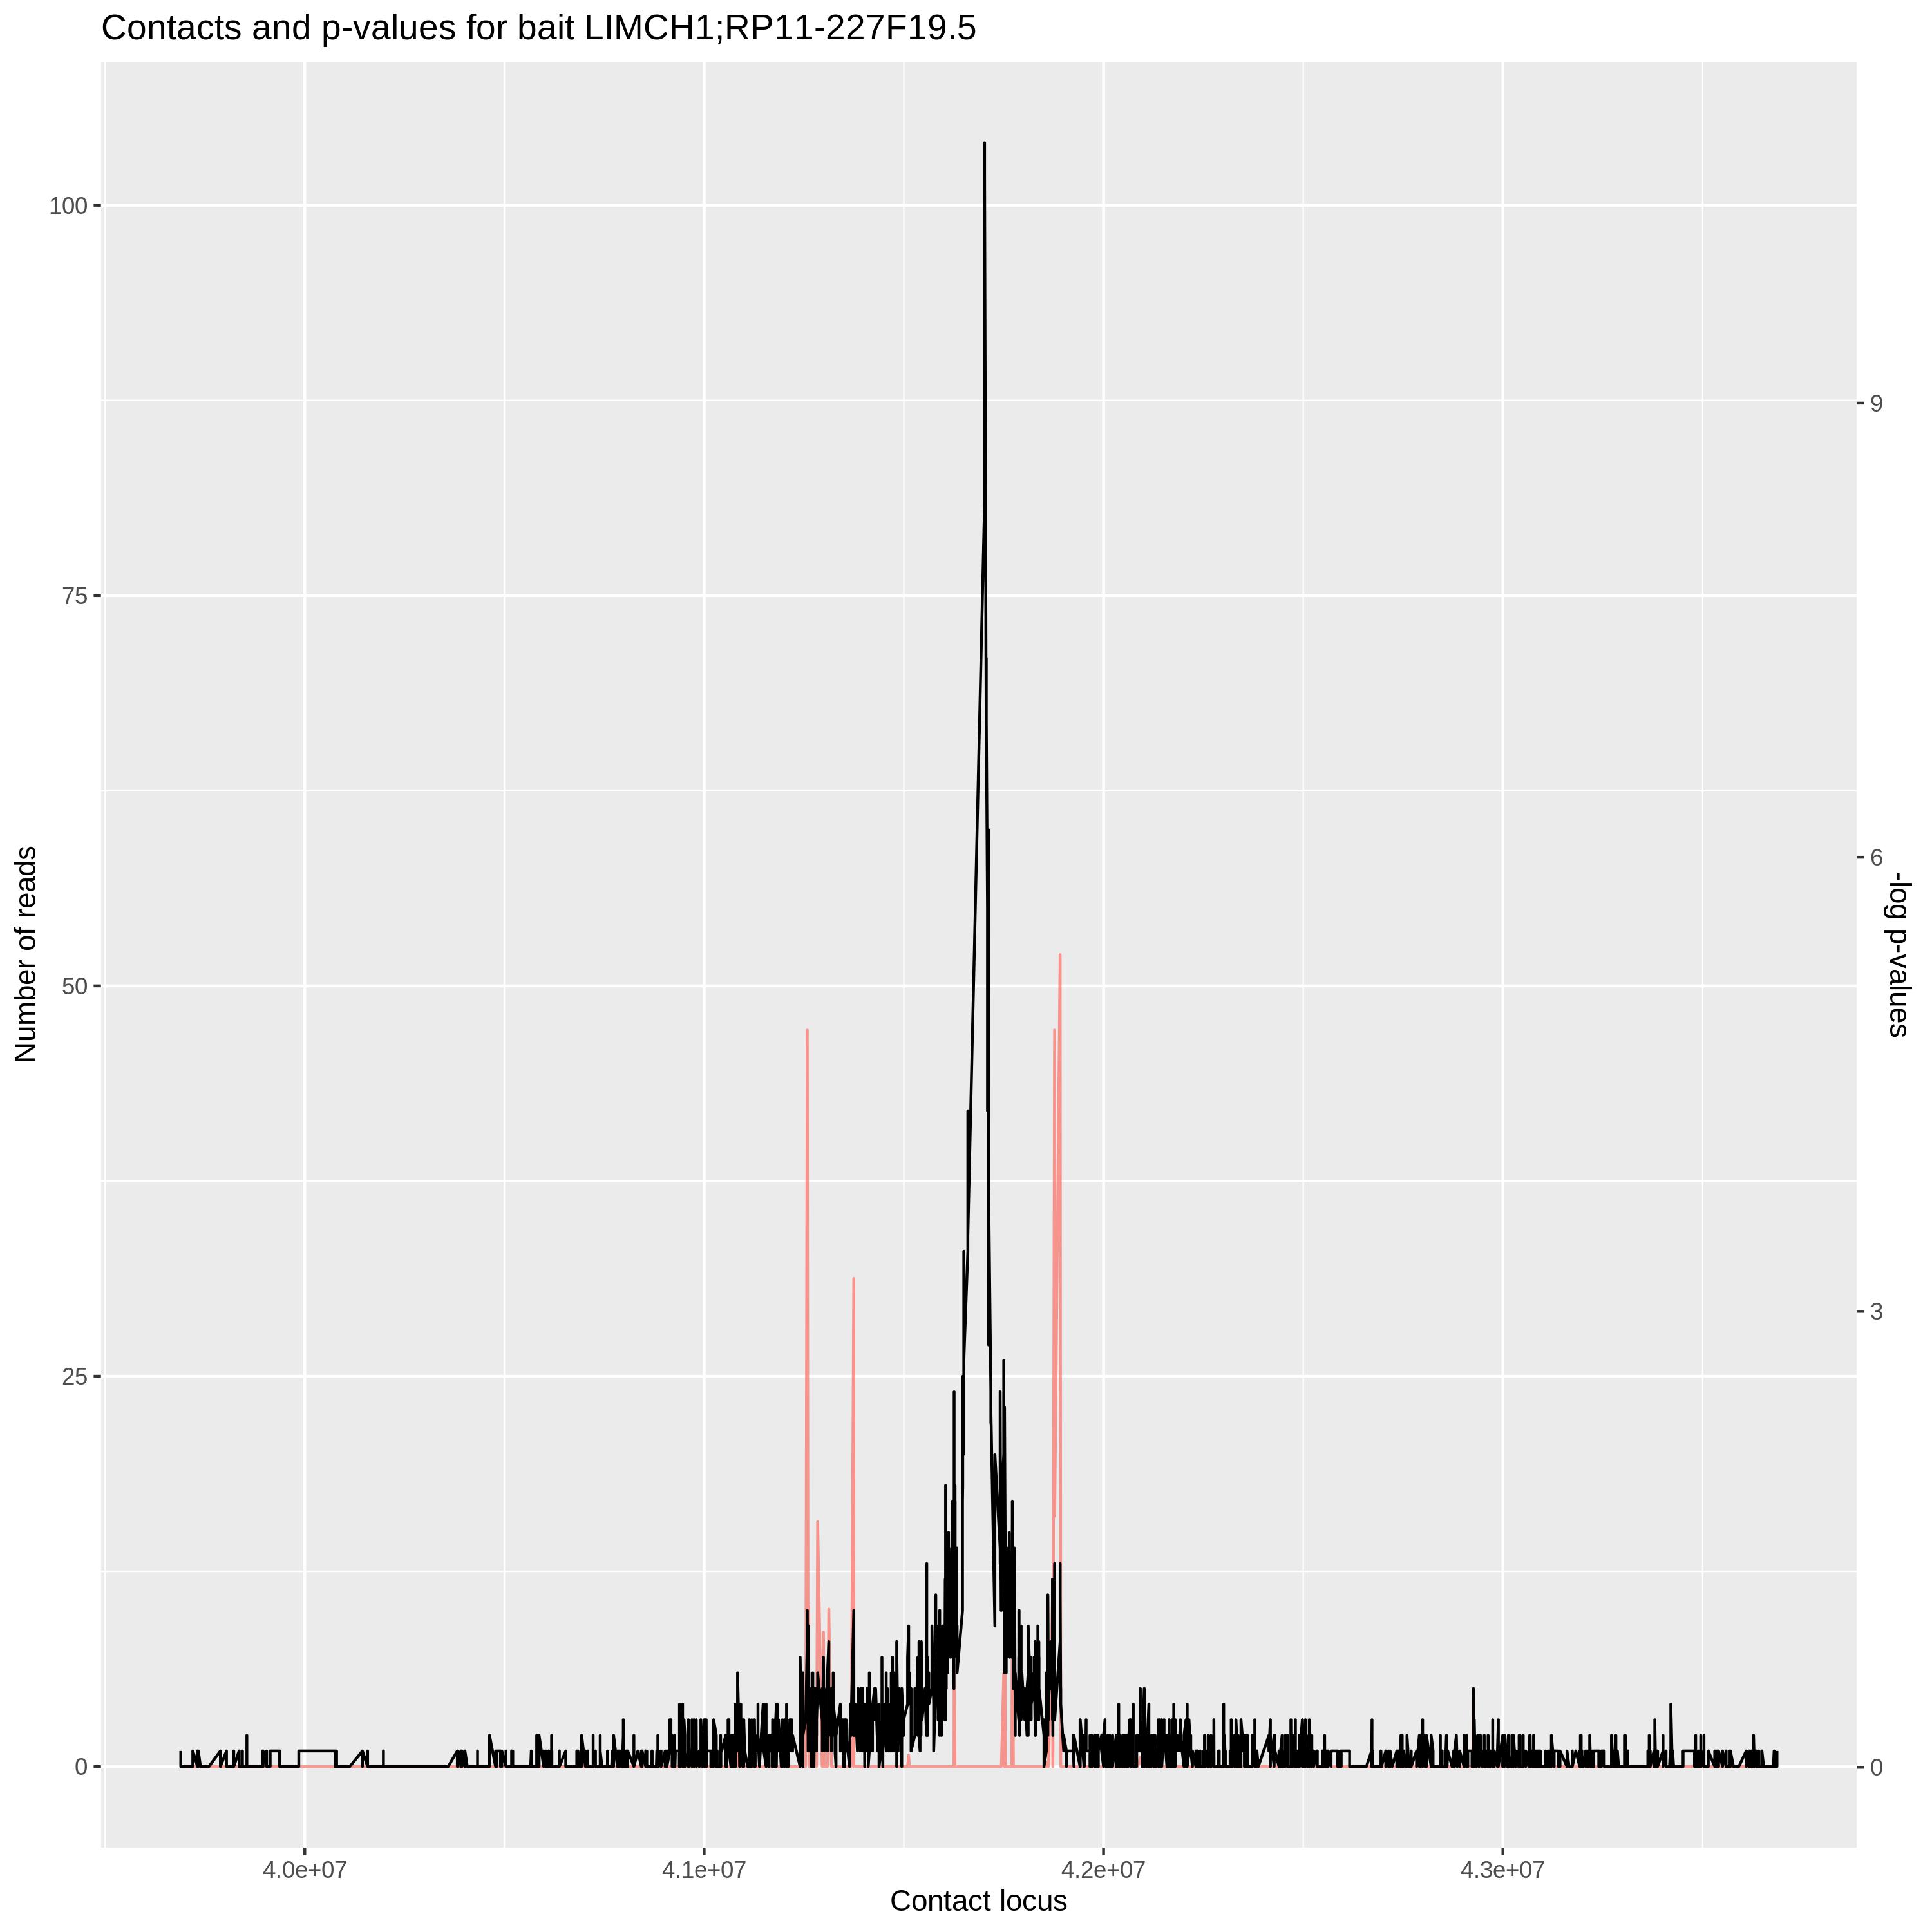 Contacts and p-values for bait LIMCH1;RP11-227F19.5
100
75
50
25
0
Number of reads
9
6
3
0
-log p-values
4.0e+07 4.1e+07 4.2e+07 4.3e+07
Contact locus